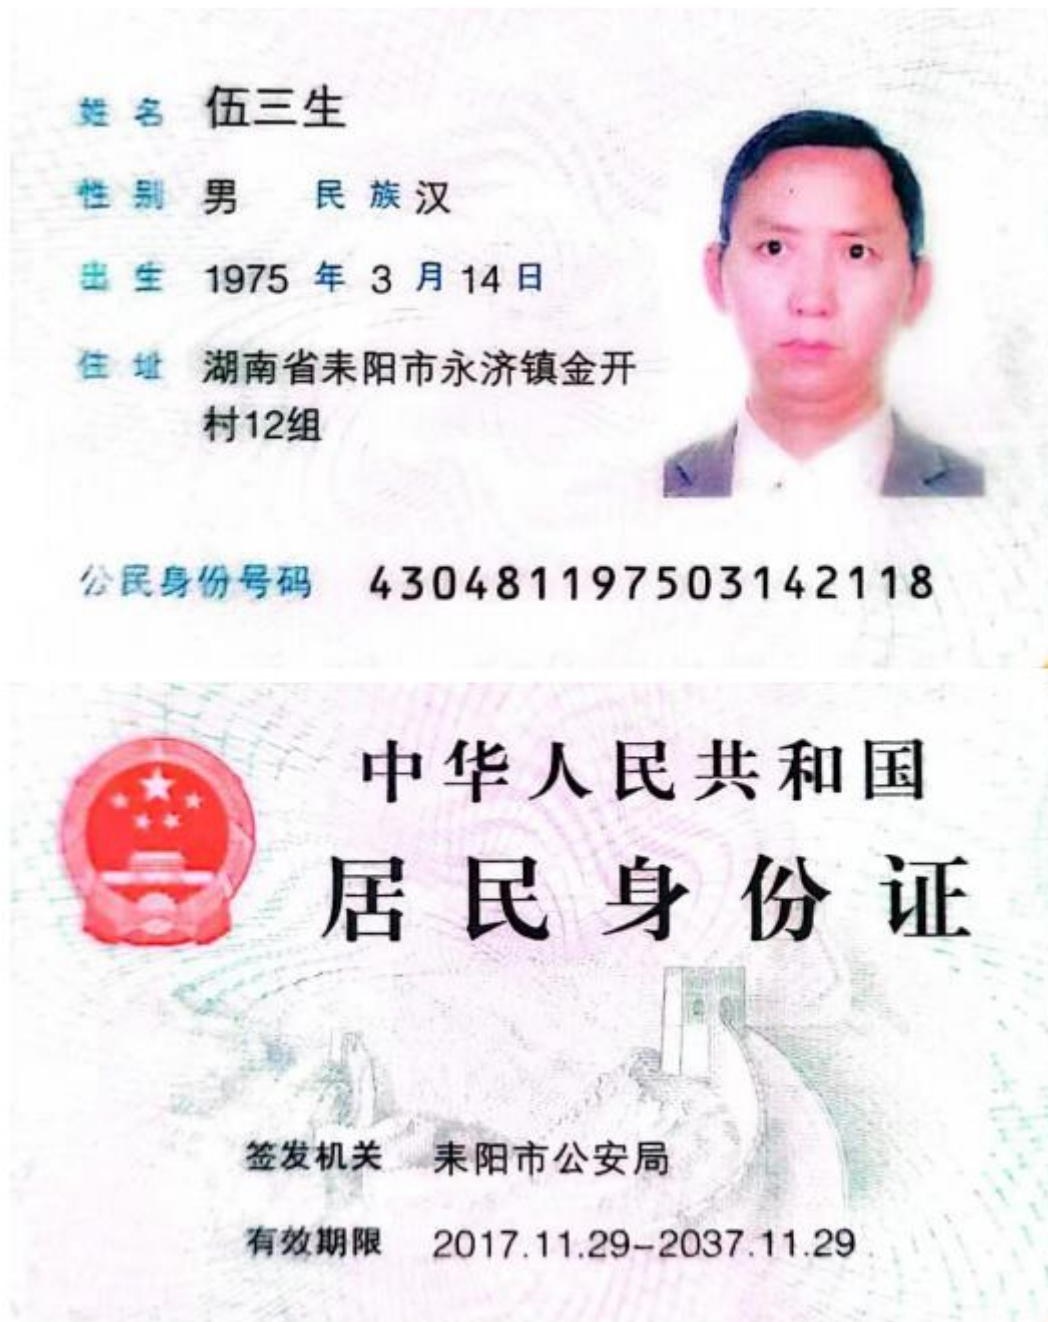 姓名 伍三生
性别 男 民族 汉
出生 1975 年 3 月 14 日
住址 湖南省耒阳市永济镇金开
村12组
公民身份号码 430481197503142118
中华人民共和国
居民身份证
签发机关 耒阳市公安局
有效期限 2017.11.29-2037.11.29